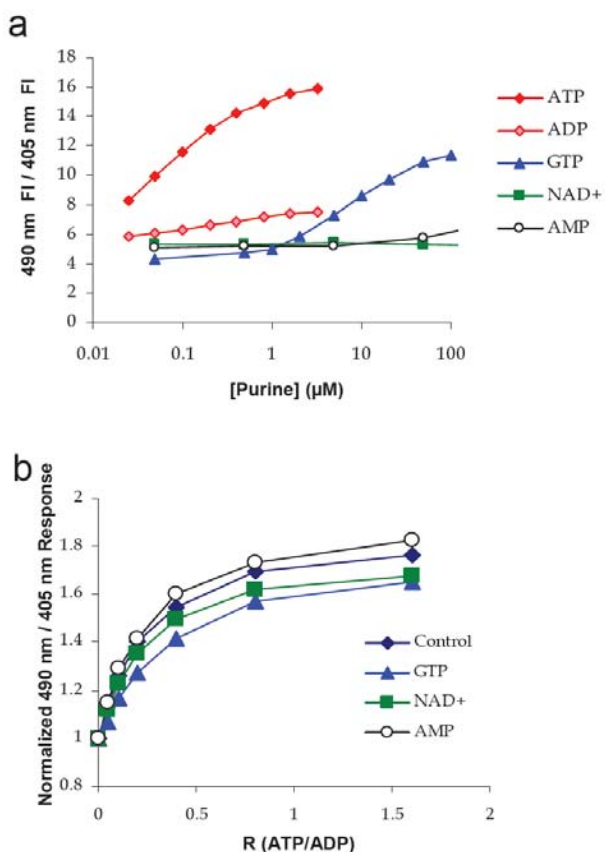 a
490 nm FI / 405 nm FI
18
16
14
12
10
8
6
4
2
0
0.01 0.1 1 10 100
[Purine] (µM)
ATP
ADP
GTP
NAD+
AMP
b
Normalized 490 nm / 405 nm Response
2
1.8
1.6
1.4
1.2
1
0.8
0 0.5 1 1.5 2
R (ATP/ADP)
Control
GTP
NAD+
AMP